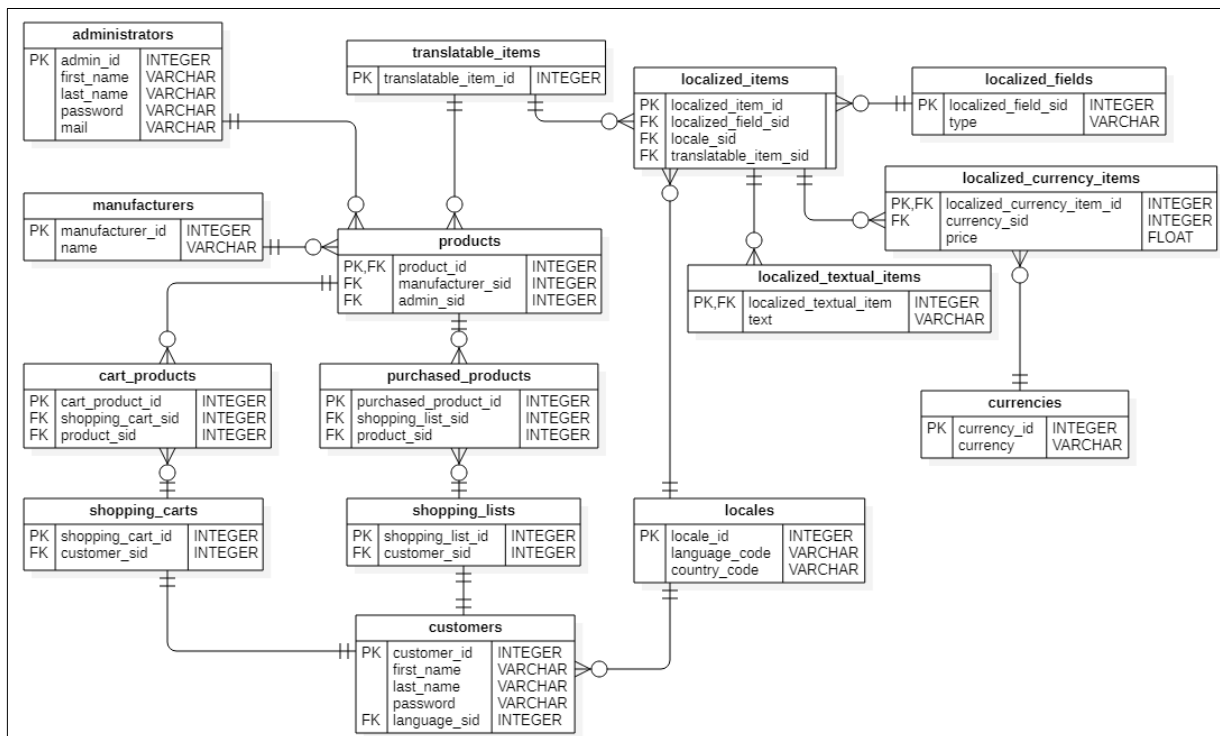 administrators
PK admin_id INTEGER
first_name VARCHAR
last_name VARCHAR
password VARCHAR
mail VARCHAR
translatable_items
PK translatable_item_id INTEGER
localized_items
PK localized_item_id
FK localized_field_sid
FK locale_sid
FK translatable_item_sid
localized_fields
PK localized_field_sid INTEGER
type VARCHAR
localized_currency_items
PK,FK localized_currency_item_id INTEGER
FK currency_sid INTEGER
price FLOAT
manufacturers
PK manufacturer_id INTEGER
name VARCHAR
products
PK,FK product_id INTEGER
FK manufacturer_sid INTEGER
FK admin_sid INTEGER
localized_textual_items
PK,FK localized_textual_item INTEGER
text VARCHAR
cart_products
PK cart_product_id INTEGER
FK shopping_cart_sid INTEGER
FK product_sid INTEGER
purchased_products
PK purchased_product_id INTEGER
FK shopping_list_sid INTEGER
FK product_sid INTEGER
currencies
PK currency_id INTEGER
currency VARCHAR
shopping_carts
PK shopping_cart_id INTEGER
FK customer_sid INTEGER
shopping_lists
PK shopping_list_id INTEGER
FK customer_sid INTEGER
locales
PK locale_id INTEGER
language_code VARCHAR
country_code VARCHAR
customers
PK customer_id INTEGER
first_name VARCHAR
last_name VARCHAR
password VARCHAR
FK language_sid INTEGER